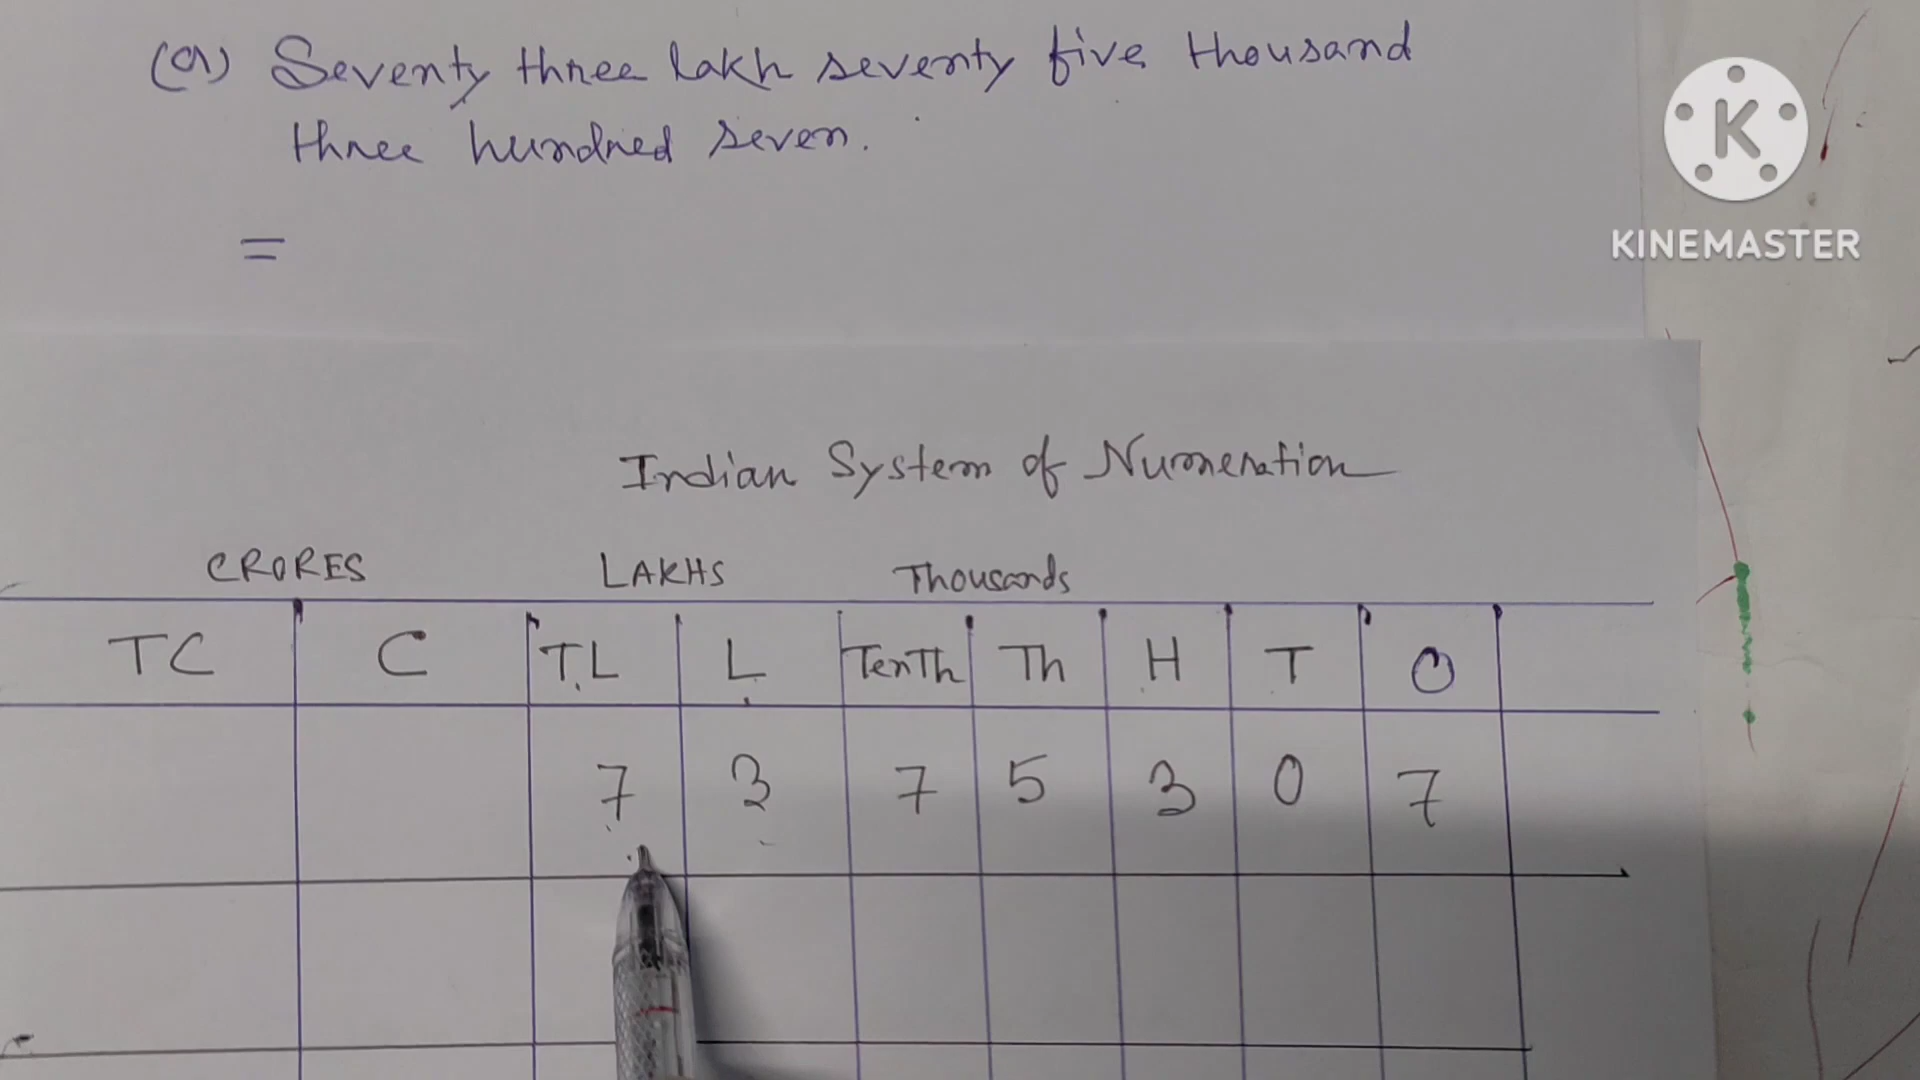 (a) Seventy three lakh seventy five thousand
three hundred seven.
=
K
KINEMASTER
Indian System of Numeration
CRORES LAKHS Thousands
TC C T.L L TenTh Th H T O
7 3 7 5 3 0 7